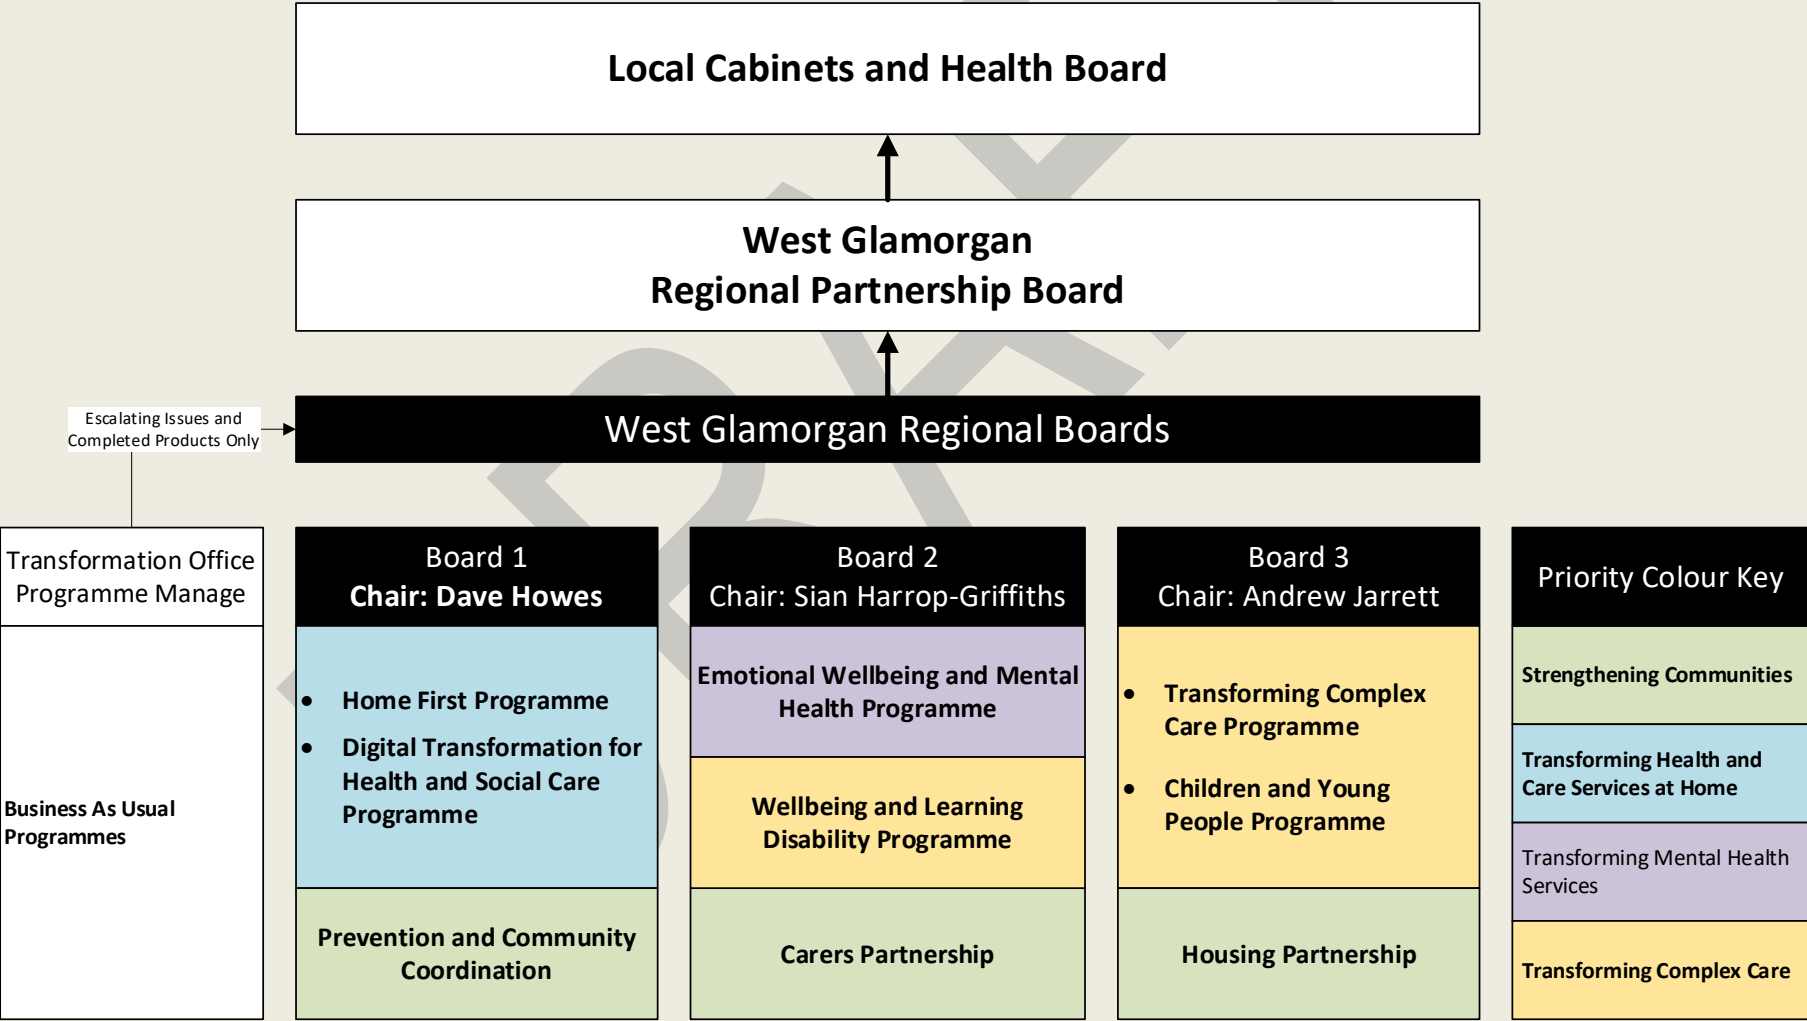 Local Cabinets and Health Board
West Glamorgan
Regional Partnership Board
Escalating Issues and
Completed Products Only
West Glamorgan Regional Boards
Transformation Office
Programme Manage
Business As Usual
Programmes
Board 1
Chair: Dave Howes
• Home First Programme
• Digital Transformation for
Health and Social Care
Programme
Prevention and Community
Coordination
Board 2
Chair: Sian Harrop-Griffiths
Emotional Wellbeing and Mental
Health Programme
Wellbeing and Learning
Disability Programme
Carers Partnership
Board 3
Chair: Andrew Jarrett
• Transforming Complex
Care Programme
• Children and Young
People Programme
Housing Partnership
Priority Colour Key
Strengthening Communities
Transforming Health and
Care Services at Home
Transforming Mental Health
Services
Transforming Complex Care